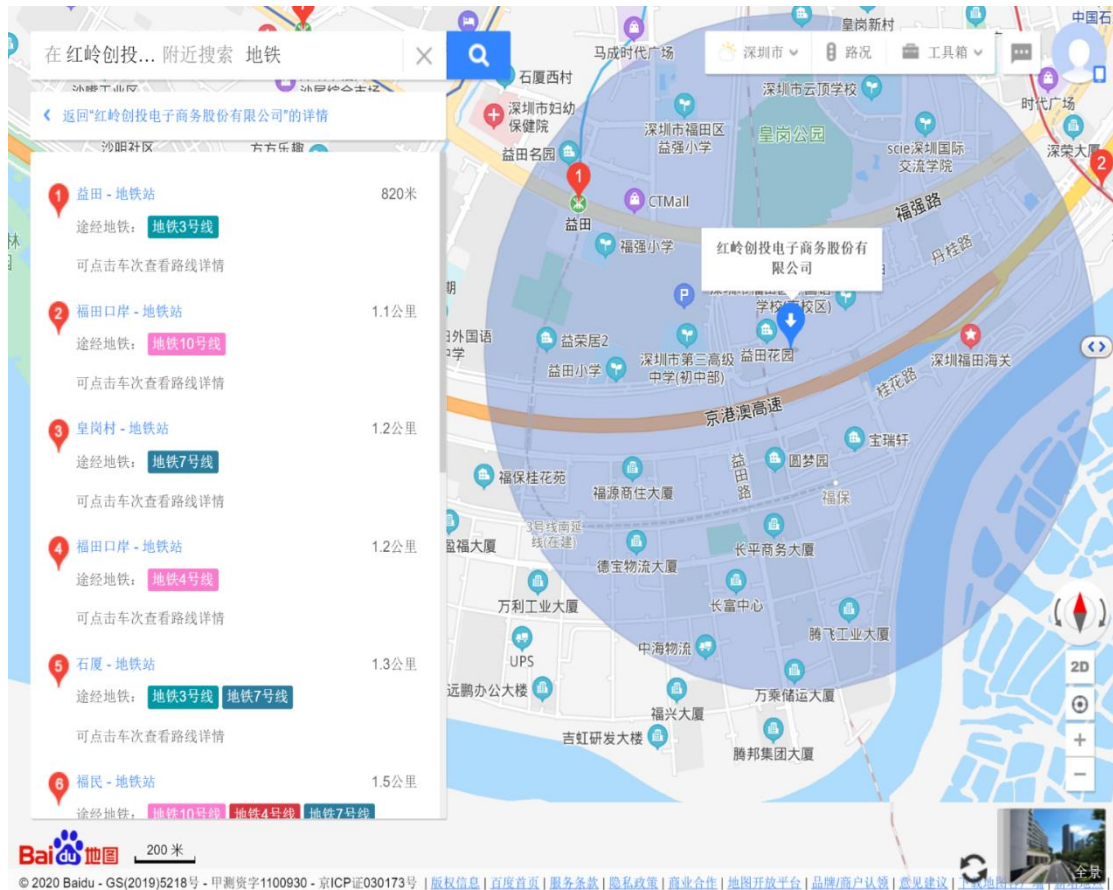 在 红岭创投... 附近搜索 地铁
深圳市
路况
工具箱
返回“红岭创投电子商务股份有限公司”的详情
1
益田 - 地铁站
820米
途经地铁：
地铁3号线
可点击车次查看路线详情
2
福田口岸 - 地铁站
1.1公里
途经地铁：
地铁10号线
可点击车次查看路线详情
3
皇岗村 - 地铁站
1.2公里
途经地铁：
地铁7号线
可点击车次查看路线详情
4
福田口岸 - 地铁站
1.2公里
途经地铁：
地铁4号线
可点击车次查看路线详情
5
石厦 - 地铁站
1.3公里
途经地铁：
地铁3号线 地铁7号线
可点击车次查看路线详情
6
福民 - 地铁站
1.5公里
途经地铁：
地铁10号线 地铁4号线 地铁7号线
皇岗新村
中国石
马成时代广场
石厦西村
深圳市云顶学校
时代广场
深圳市妇幼
保健院
深圳市福田区
益强小学
皇岗公园
scie深圳国际
交流学院
深荣大厦
沙明社区
方方乐趣
益田名园
1
2
CTMall
益田
福强路
福强小学
丹桂路
红岭创投电子商务股份有
限公司
P
学校(南校区)
益荣居2
益田小学
深圳市第三高级
中学(初中部)
益田花园
深圳福田海关
桂花路
京港澳高速
宝瑞轩
圆梦园
益田路
福保桂花苑
福源商住大厦
福保
3号线南延
线(在建)
盈福大厦
德宝物流大厦
长平商务大厦
万利工业大厦
长富中心
腾飞工业大厦
UPS
中海物流
远鹏办公大楼
万乘储运大厦
福兴大厦
吉虹研发大楼
腾邦集团大厦
2D
Baidu地图
200 米
全景
© 2020 Baidu - GS(2019)5218号 - 甲测资字1100930 - 京ICP证030173号 | 版权信息 | 百度首页 | 服务条款 | 隐私政策 | 商业合作 | 地图开放平台 | 品牌/商户认领 | 意见建议 |